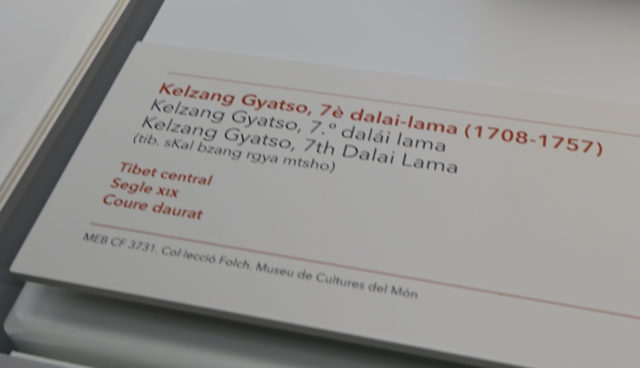 Kelzang Gyatso, 7è dalai-lama (1708-1757)
Kelzang Gyatso, 7.º dalái lama
Kelzang Gyatso, 7th Dalai Lama
(tib. sKal bzang rgya mtsho)
Tibet central
Segle XIX
Coure daurat
MEB CF 3731. Col·lecció Folch. Museu de Cultures del Món